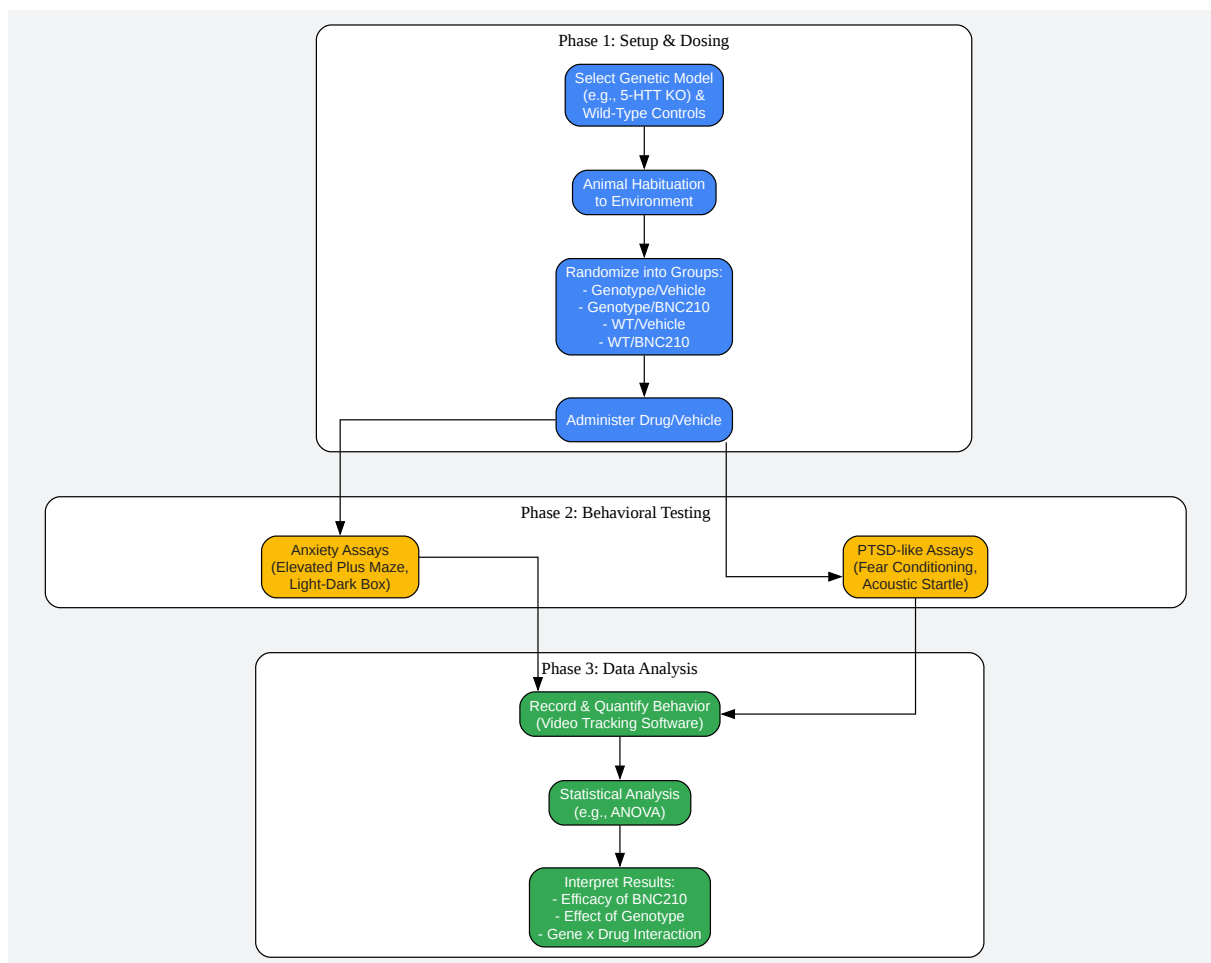 Phase 1: Setup & Dosing
Select Genetic Model
(e.g., 5-HTT KO) &
Wild-Type Controls
Animal Habituation
to Environment
Randomize into Groups:
- Genotype/Vehicle
- Genotype/BNC210
- WT/Vehicle
- WT/BNC210
Administer Drug/Vehicle
Phase 2: Behavioral Testing
Anxiety Assays
(Elevated Plus Maze,
Light-Dark Box)
PTSD-like Assays
(Fear Conditioning,
Acoustic Startle)
Phase 3: Data Analysis
Record & Quantify Behavior
(Video Tracking Software)
Statistical Analysis
(e.g., ANOVA)
Interpret Results:
- Efficacy of BNC210
- Effect of Genotype
- Gene x Drug Interaction